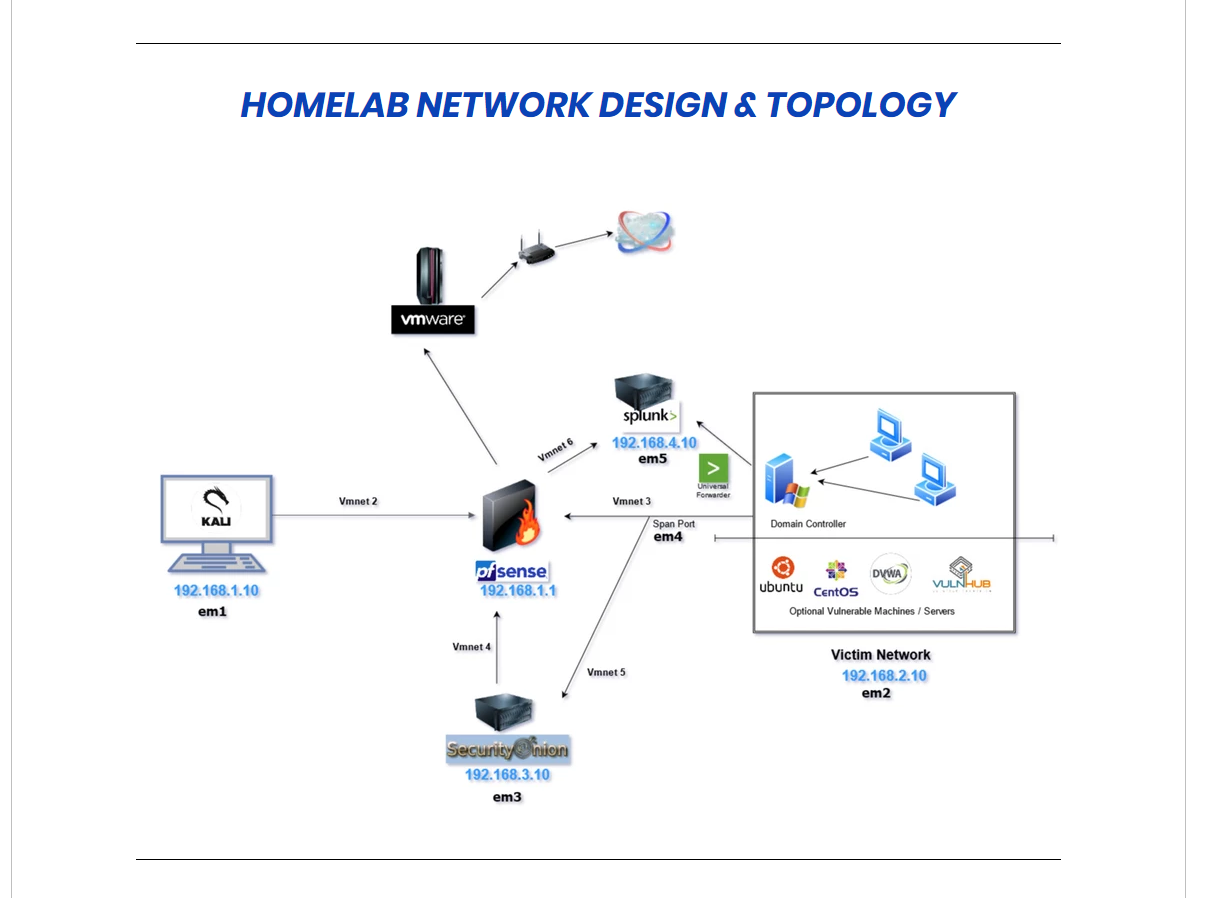 HOMELAB NETWORK DESIGN & TOPOLOGY
vmware
splunk>
192.168.4.10
em5
Vmnet 6
>
Universal
Forwarder
KALI
Vmnet 2
192.168.1.10
em1
pfsense
192.168.1.1
Vmnet 3
Span Port
em4
Domain Controller
ubuntu
CentOS
DVWA
VULNHUB
Optional Vulnerable Machines / Servers
Victim Network
192.168.2.10
em2
Vmnet 4
Vmnet 5
Security Onion
192.168.3.10
em3